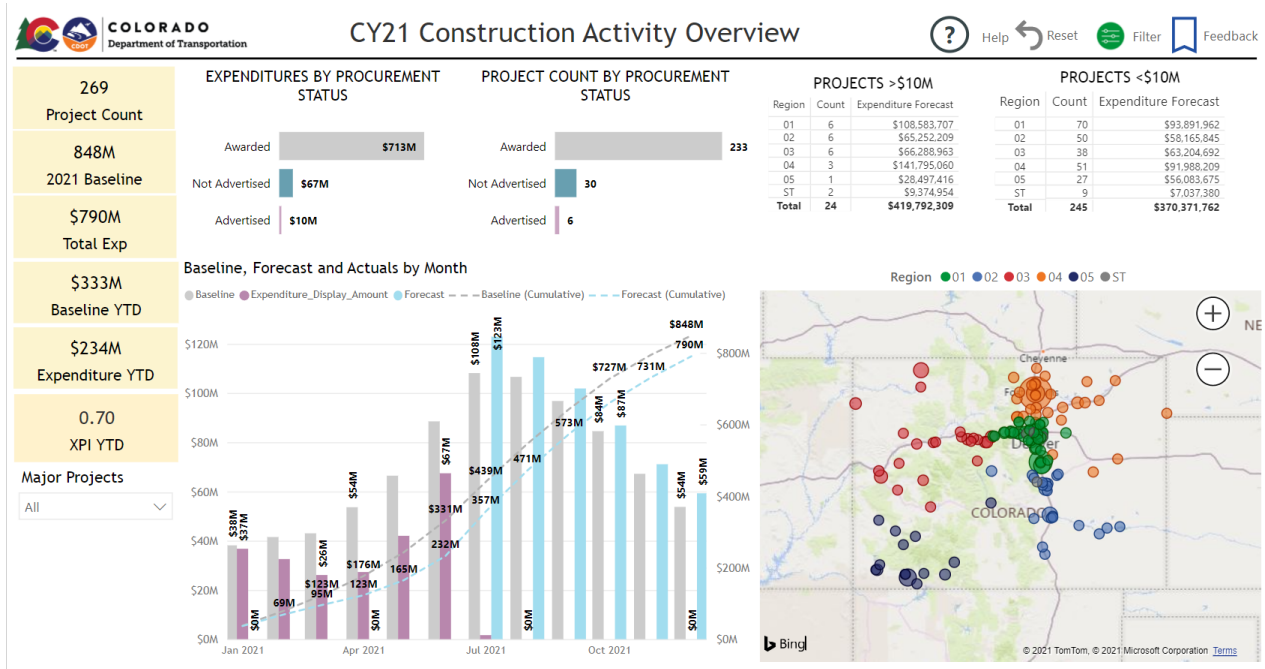 COLORADO
Department of Transportation
CDOT
CY21 Construction Activity Overview
? Help Reset Filter Feedback
269
Project Count
848M
2021 Baseline
$790M
Total Exp
$333M
Baseline YTD
$234M
Expenditure YTD
0.70
XPI YTD
Major Projects
All
EXPENDITURES BY PROCUREMENT
STATUS
Awarded $713M
Not Advertised $67M
Advertised $10M
PROJECT COUNT BY PROCUREMENT
STATUS
Awarded 233
Not Advertised 30
Advertised 6
PROJECTS >$10M
Region Count Expenditure Forecast
01 6 $108,583,707
02 6 $65,252,209
03 6 $66,288,963
04 3 $141,795,060
05 1 $28,497,416
ST 2 $9,374,954
Total 24 $419,792,309
PROJECTS <$10M
Region Count Expenditure Forecast
01 70 $93,891,962
02 50 $58,165,845
03 38 $63,204,692
04 51 $91,988,209
05 27 $56,083,675
ST 9 $7,037,380
Total 245 $370,371,762
Baseline, Forecast and Actuals by Month
Baseline Expenditure_Display_Amount Forecast Baseline (Cumulative) Forecast (Cumulative)
$120M
$100M
$80M
$60M
$40M
$20M
$0M
$38M
$37M
$0M
69M
$26M
$123M
95M
$54M
$176M
123M
$0M
165M
$67M
$331M
232M
$108M
$123M
$439M
357M
471M
$0M
573M
$727M
$84M
$87M
731M
$848M
790M
$54M
$59M
$0M
$800M
$600M
$400M
$200M
$0M
Jan 2021 Apr 2021 Jul 2021 Oct 2021
Region 01 02 03 04 05 ST
+
−
NE
Cheyenne
COLORADO
Bing
© 2021 TomTom, © 2021 Microsoft Corporation Terms